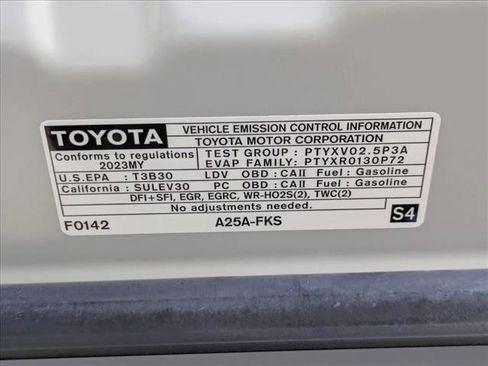 TOYOTA VEHICLE EMISSION CONTROL INFORMATION
TOYOTA MOTOR CORPORATION
Conforms to regulations TEST GROUP : PTYXV02.5P3A
2023MY EVAP FAMILY: PTYXR0130P72
U.S.EPA : T3B30 LDV OBD : CAII Fuel : Gasoline
California : SULEV30 PC OBD : CAII Fuel : Gasoline
DFI+SFI, EGR, EGRC, WR-HO2S(2), TWC(2)
No adjustments needed.
F0142 A25A-FKS S4